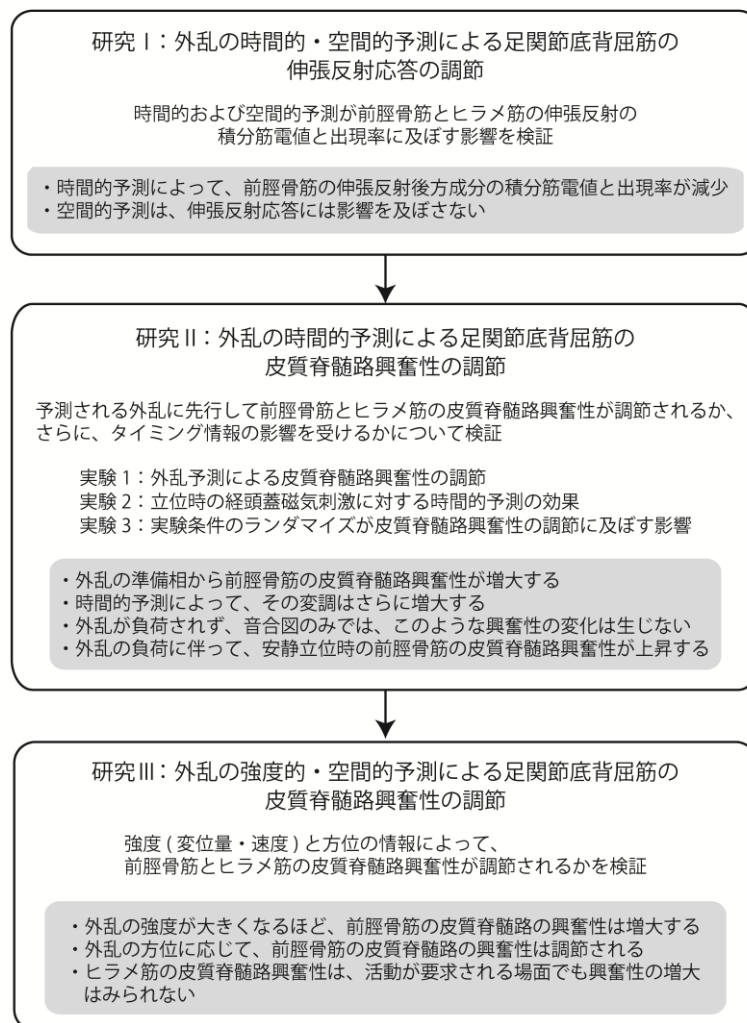 研究Ⅰ：外乱の時間的・空間的予測による足関節底背屈筋の
伸張反射応答の調節
時間的および空間的予測が前脛骨筋とヒラメ筋の伸張反射の
積分筋電値と出現率に及ぼす影響を検証
・時間的予測によって、前脛骨筋の伸張反射後方成分の積分筋電値と出現率が減少
・空間的予測は、伸張反射応答には影響を及ぼさない
研究Ⅱ：外乱の時間的予測による足関節底背屈筋の
皮質脊髄路興奮性の調節
予測される外乱に先行して前脛骨筋とヒラメ筋の皮質脊髄路興奮性が調節されるか、
さらに、タイミング情報の影響を受けるかについて検証
実験1：外乱予測による皮質脊髄路興奮性の調節
実験2：立位時の経頭蓋磁気刺激に対する時間的予測の効果
実験3：実験条件のランダマイズが皮質脊髄路興奮性の調節に及ぼす影響
・外乱の準備相から前脛骨筋の皮質脊髄路興奮性が増大する
・時間的予測によって、その変調はさらに増大する
・外乱が負荷されず、音合図のみでは、このような興奮性の変化は生じない
・外乱の負荷に伴って、安静立位時の前脛骨筋の皮質脊髄路興奮性が上昇する
研究Ⅲ：外乱の強度的・空間的予測による足関節底背屈筋の
皮質脊髄路興奮性の調節
強度(変位量・速度)と方位の情報によって、
前脛骨筋とヒラメ筋の皮質脊髄路興奮性が調節されるかを検証
・外乱の強度が大きくなるほど、前脛骨筋の皮質脊髄路の興奮性は増大する
・外乱の方位に応じて、前脛骨筋の皮質脊髄路の興奮性は調節される
・ヒラメ筋の皮質脊髄路興奮性は、活動が要求される場面でも興奮性の増大
はみられない